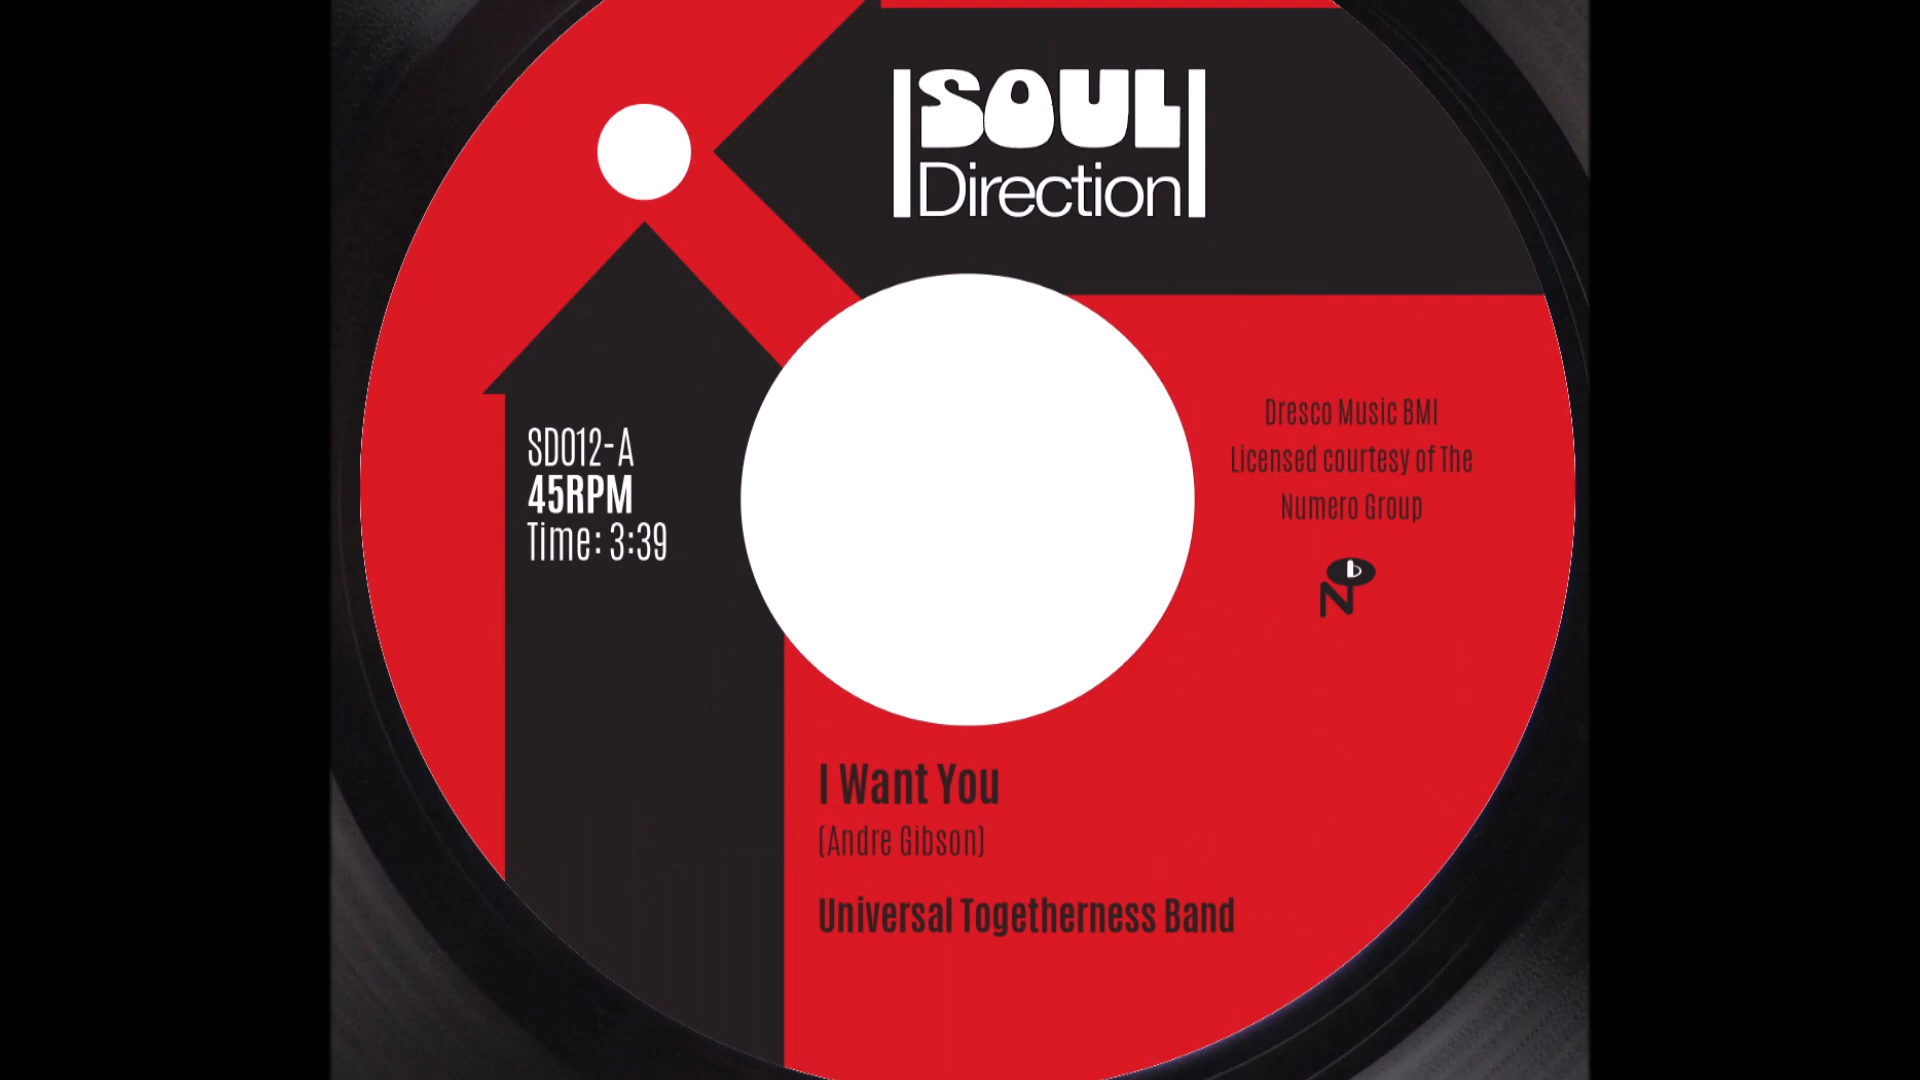 SOUL
Direction
SD012-A
45RPM
Time: 3:39
Dresco Music BMI
Licensed courtesy of The
Numero Group
N
I Want You
(Andre Gibson)
Universal Togetherness Band